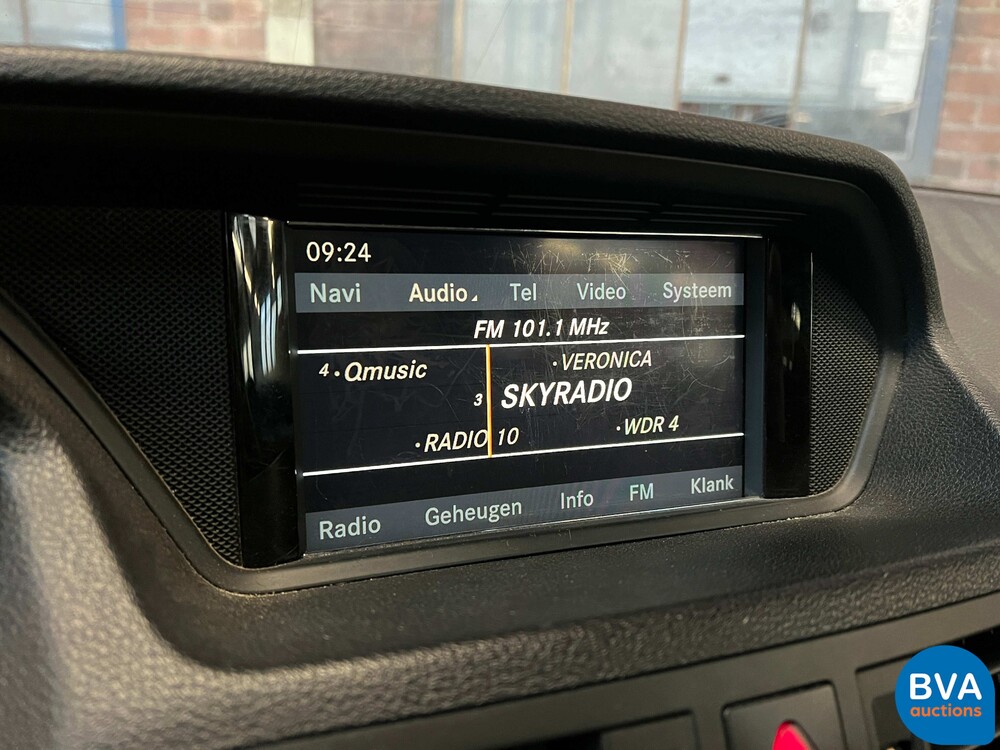 09:24
Navi Audio Tel Video Systeem
FM 101.1 MHz
4 · Qmusic · VERONICA
3 SKYRADIO
· RADIO 10 · WDR 4
Radio Geheugen Info FM Klank
BVA
auctions